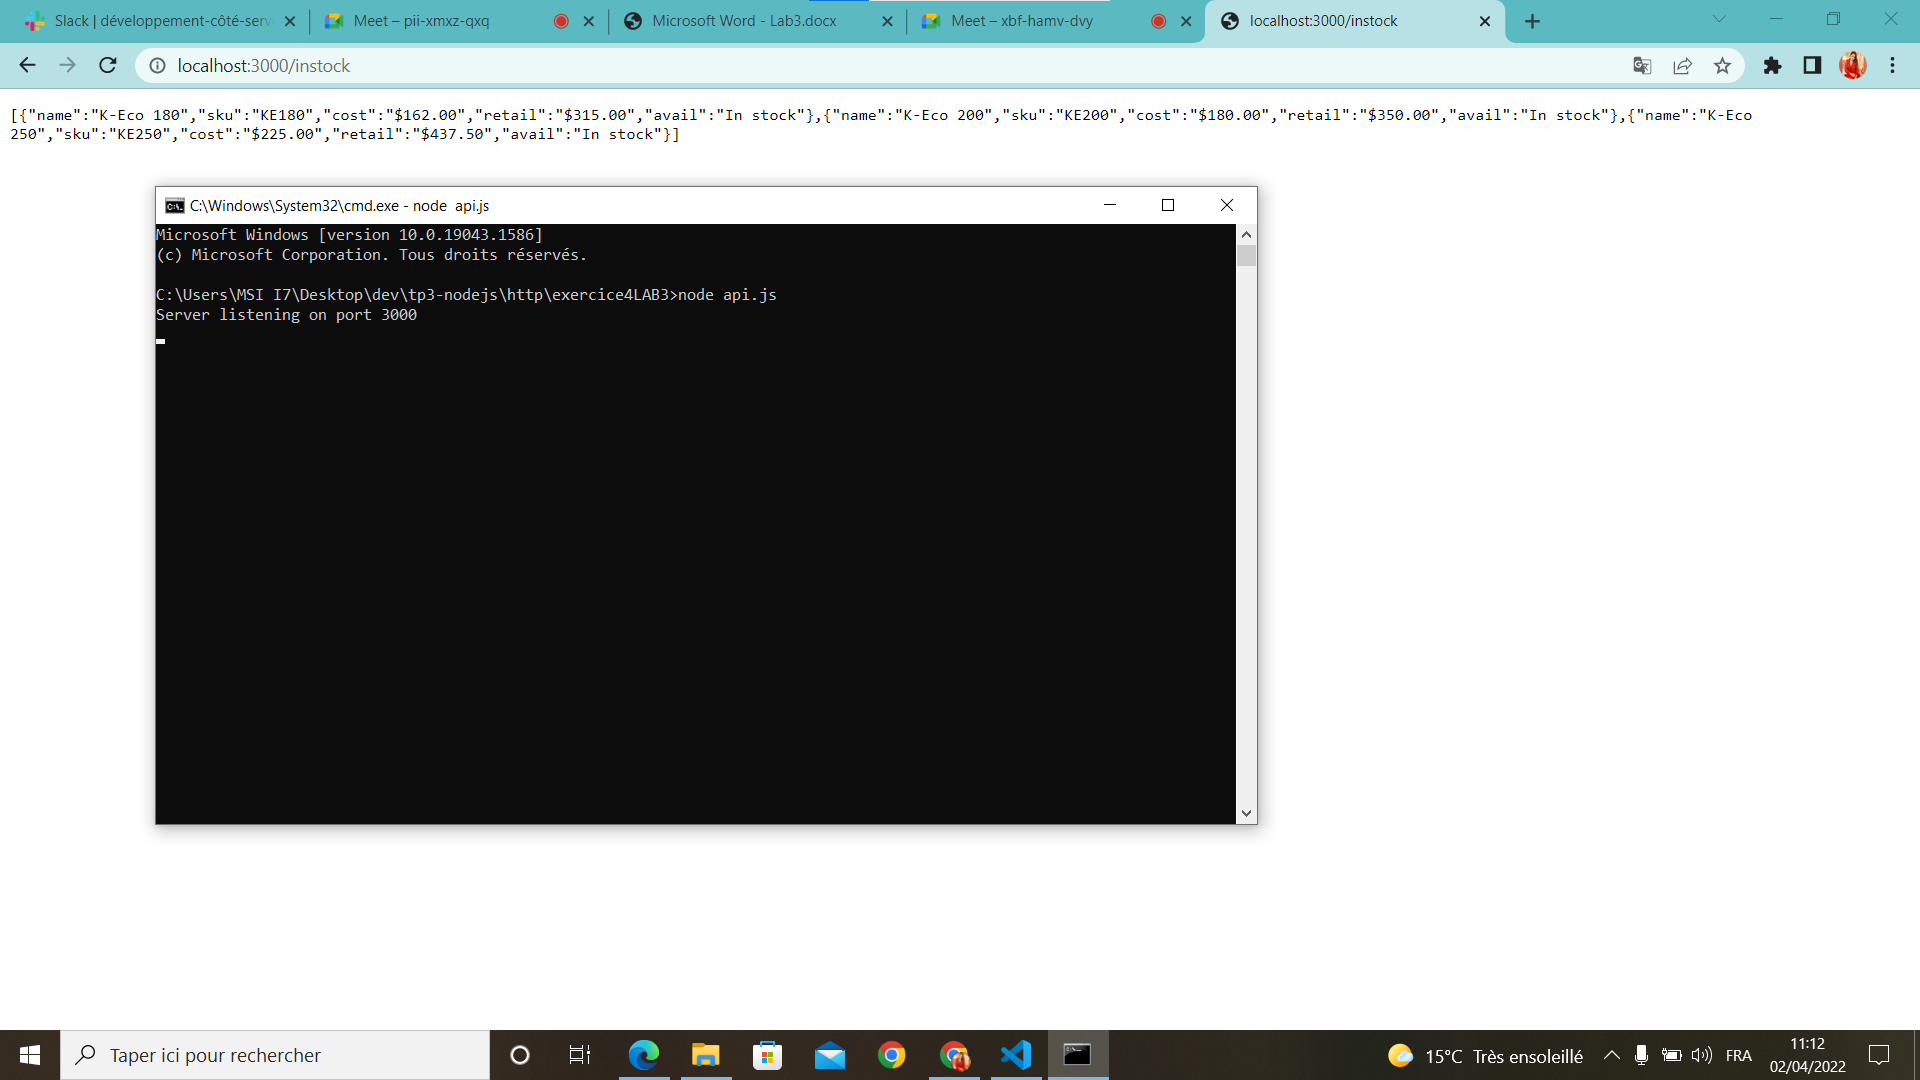 Slack | développement-côté-serv
Meet – pii-xmxz-qxq
Microsoft Word - Lab3.docx
Meet – xbf-hamv-dvy
localhost:3000/instock
localhost:3000/instock
[{"name":"K-Eco 180","sku":"KE180","cost":"$162.00","retail":"$315.00","avail":"In stock"},{"name":"K-Eco 200","sku":"KE200","cost":"$180.00","retail":"$350.00","avail":"In stock"},{"name":"K-Eco
250","sku":"KE250","cost":"$225.00","retail":"$437.50","avail":"In stock"}]
C:\Windows\System32\cmd.exe - node  api.js
Microsoft Windows [version 10.0.19043.1586]
(c) Microsoft Corporation. Tous droits réservés.
C:\Users\MSI I7\Desktop\dev\tp3-nodejs\http\exercice4LAB3>node api.js
Server listening on port 3000
Taper ici pour rechercher
15°C Très ensoleillé
FRA
11:12
02/04/2022